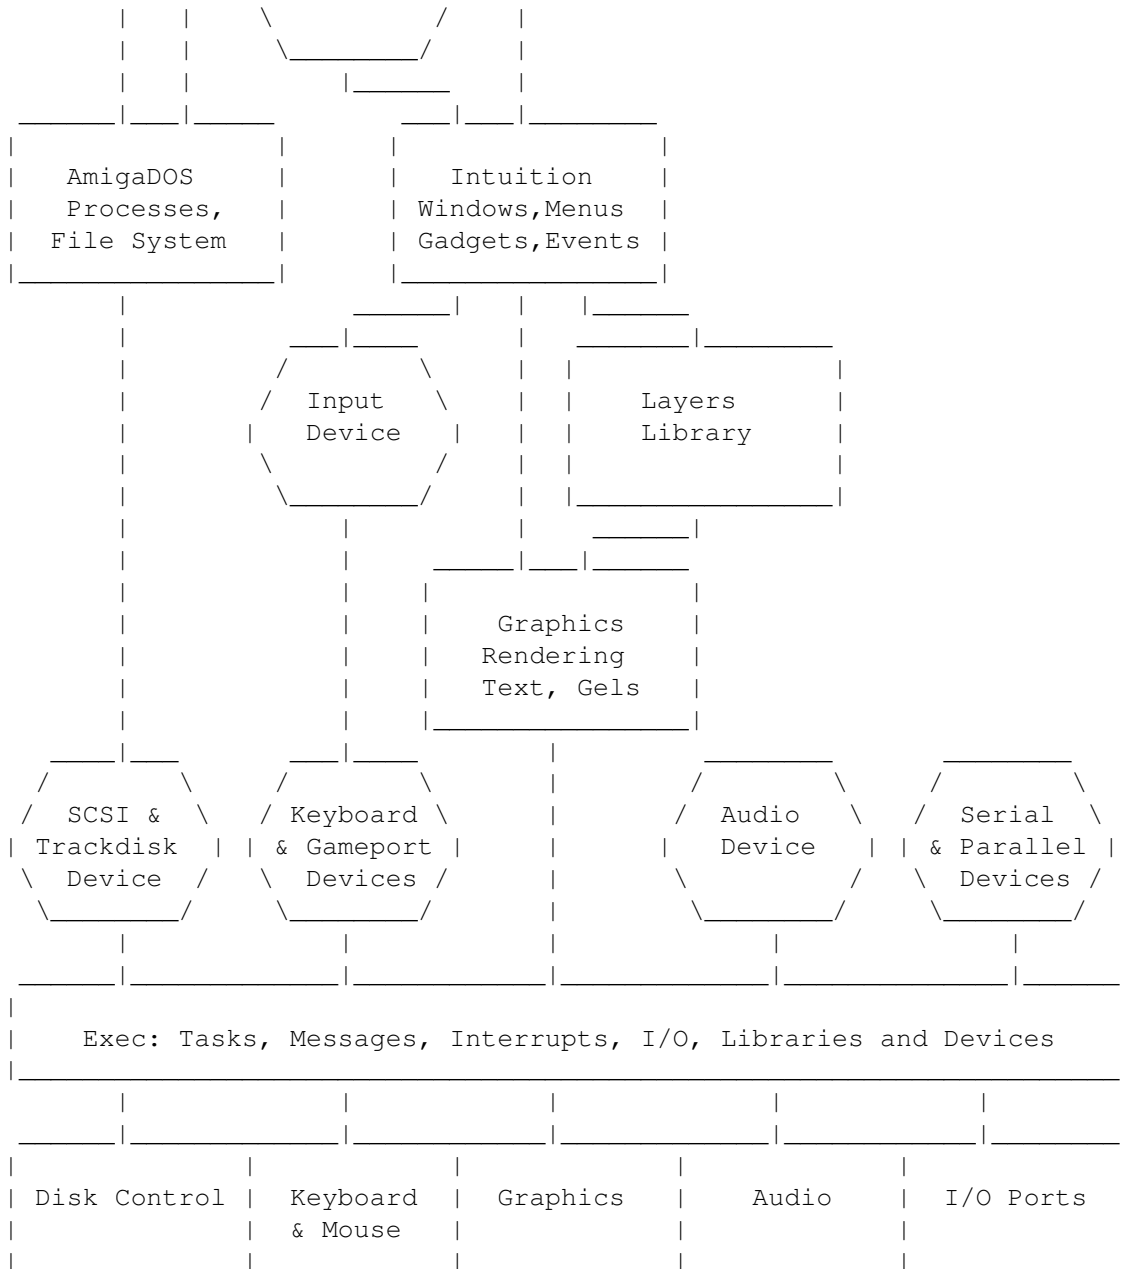 AmigaDOS
Processes,
File System
Intuition
Windows,Menus
Gadgets,Events
Input
Device
Layers
Library
Graphics
Rendering
Text, Gels
SCSI &
Trackdisk
Device
Keyboard
& Gameport
Devices
Audio
Device
Serial
& Parallel
Devices
Exec: Tasks, Messages, Interrupts, I/O, Libraries and Devices
Disk Control
Keyboard
& Mouse
Graphics
Audio
I/O Ports